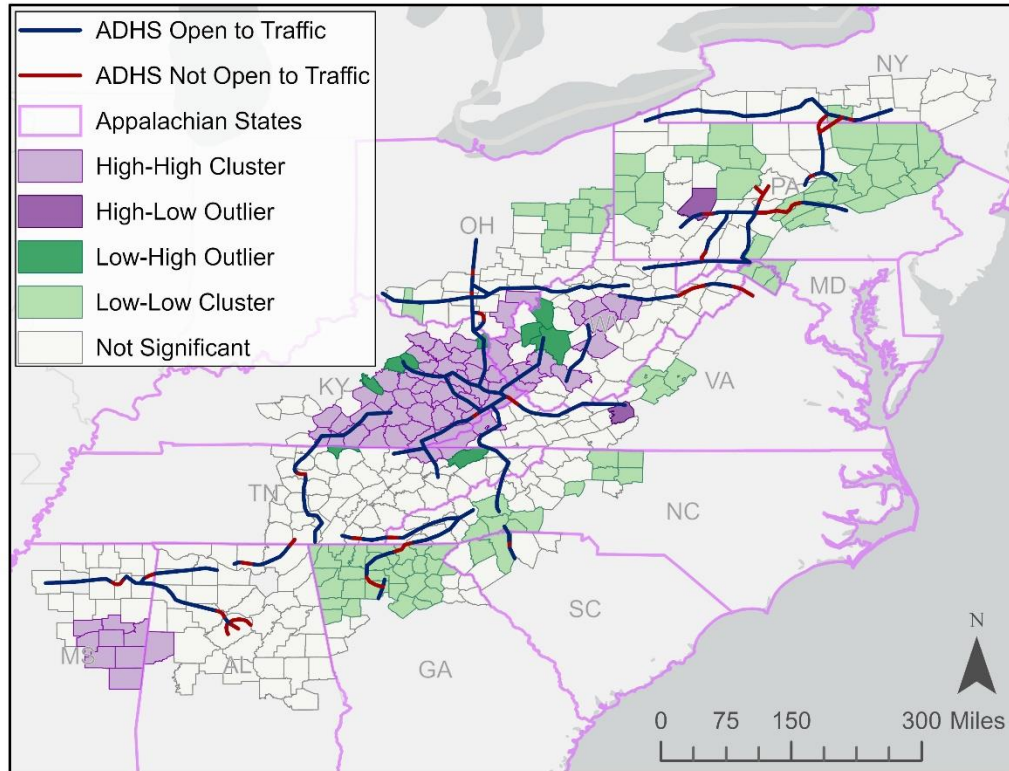 ADHS Open to Traffic
ADHS Not Open to Traffic
Appalachian States
High-High Cluster
High-Low Outlier
Low-High Outlier
Low-Low Cluster
Not Significant
NY
PA
OH
MD
WV
VA
KY
TN
NC
SC
MS
AL
GA
N
0 75 150 300 Miles